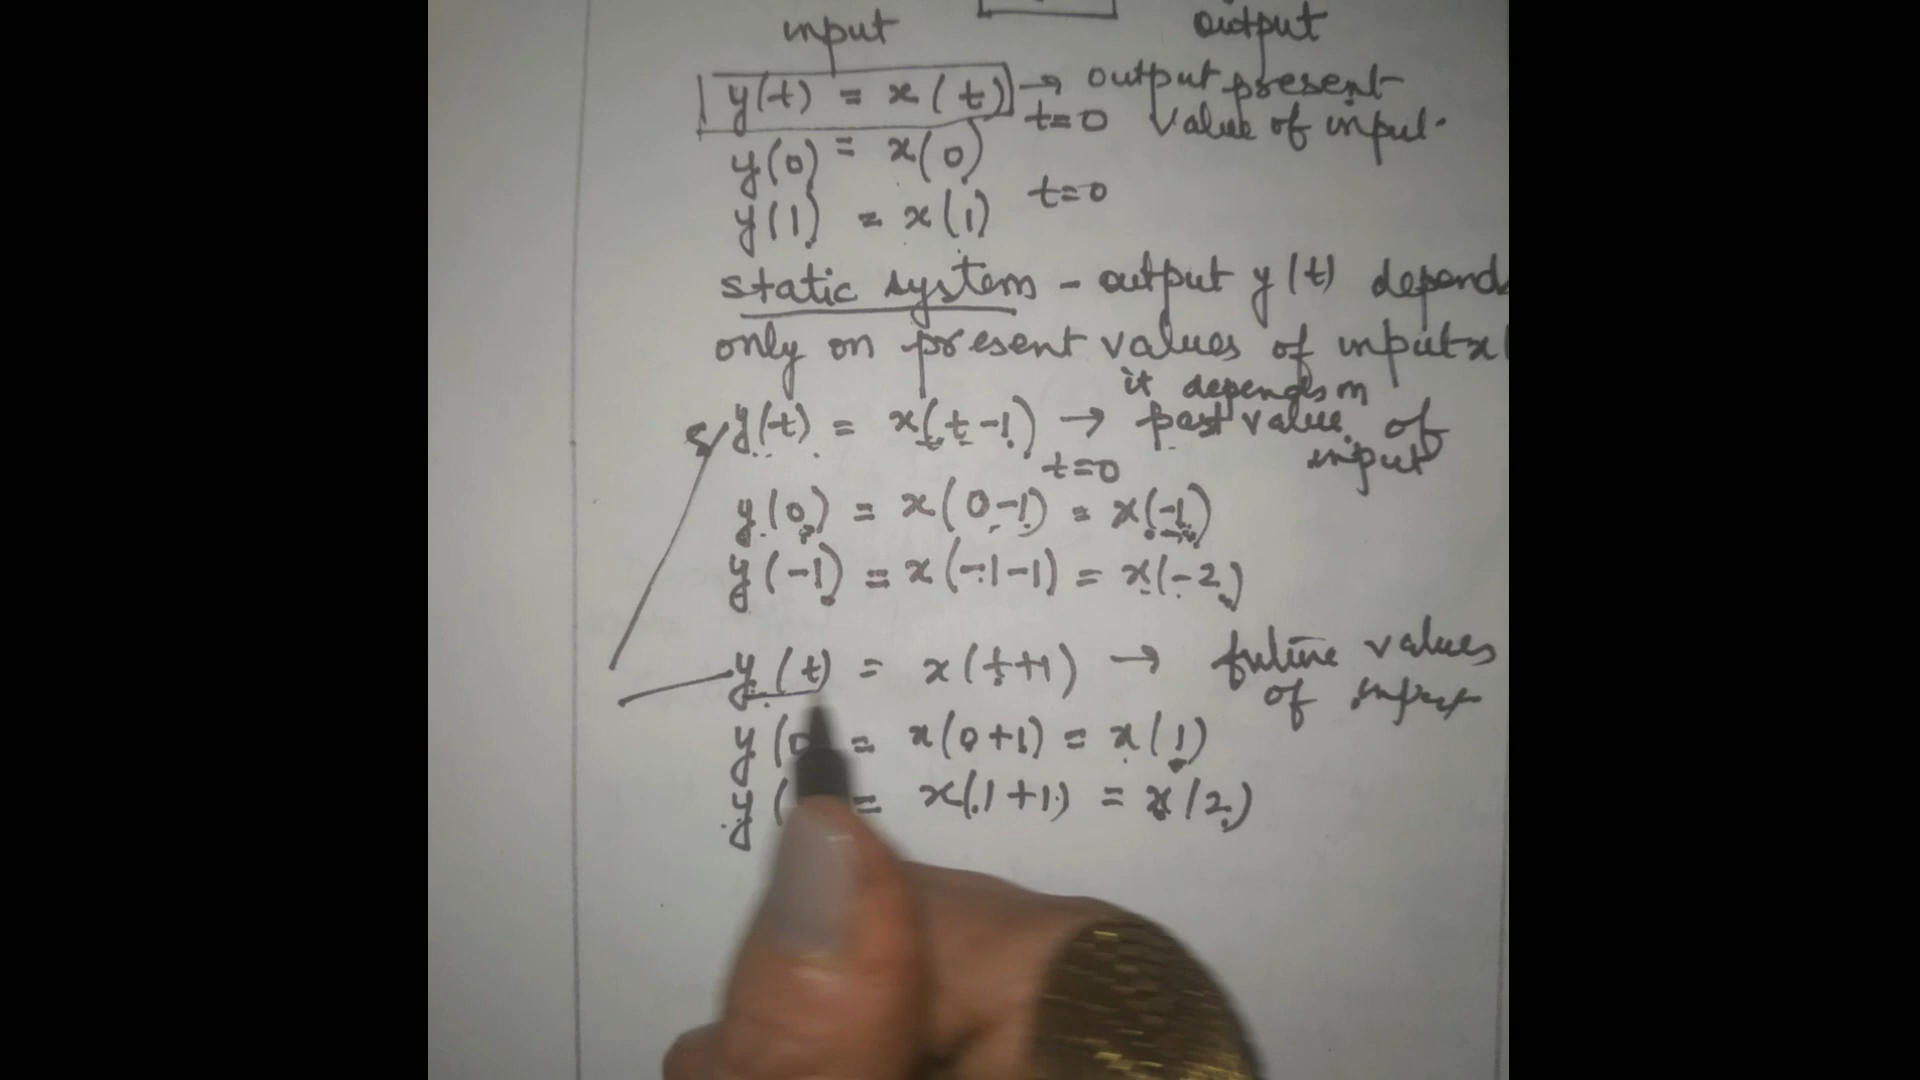 input output
y(t) = x(t) → output present
t=0 value of input.
y(0) = x(0)
t=0
y(1) = x(1)
static system - output y(t) depends
only on present values of input x(
it depends on
y(t) = x(t-1) → past value of
input
t=0
y(0) = x(0-1) = x(-1)
y(-1) = x(-1-1) = x(-2)
y(t) = x(t+1) → future values
of input
y(0 = x(0+1) = x(1)
y( = x(1+1) = x(2)